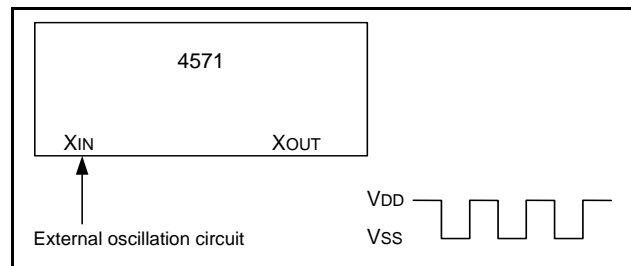 4571
XIN XOUT
VDD
VSS
External oscillation circuit